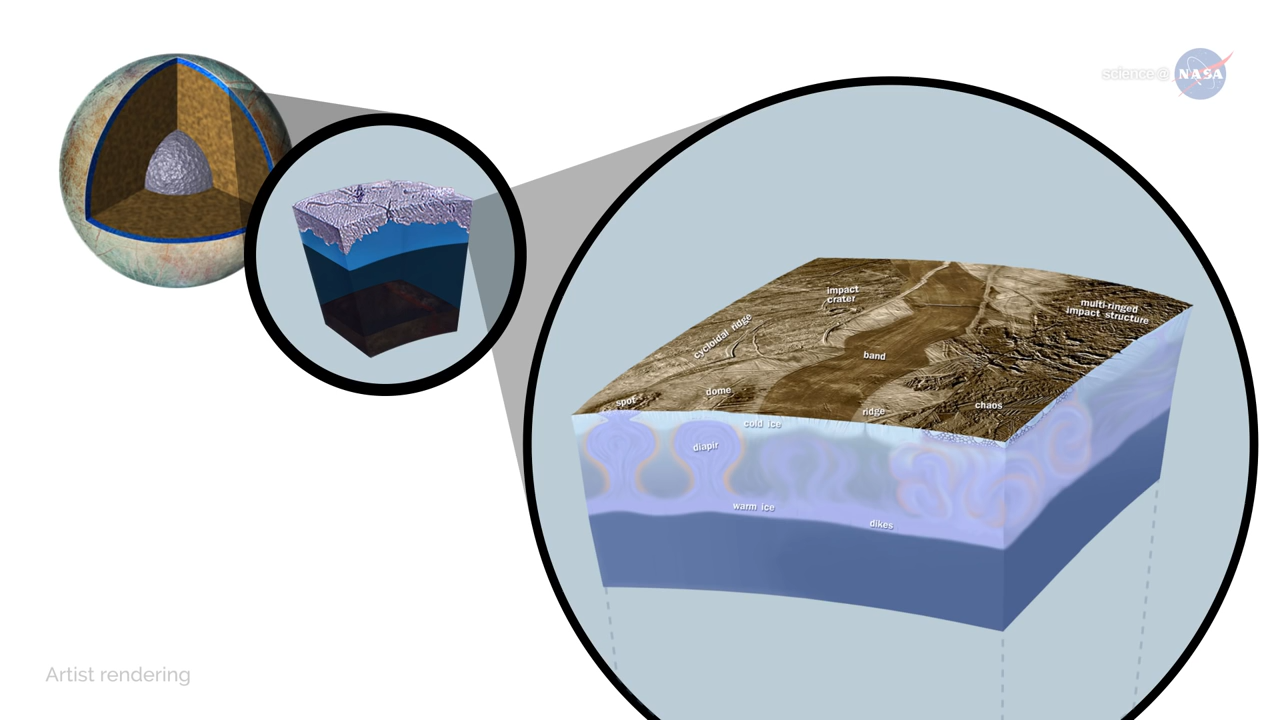 science@
NASA
impact
crater
multi-ringed
impact structure
cycloidal ridge
band
dome
spot
ridge
chaos
cold ice
diapir
warm ice
dikes
Artist rendering